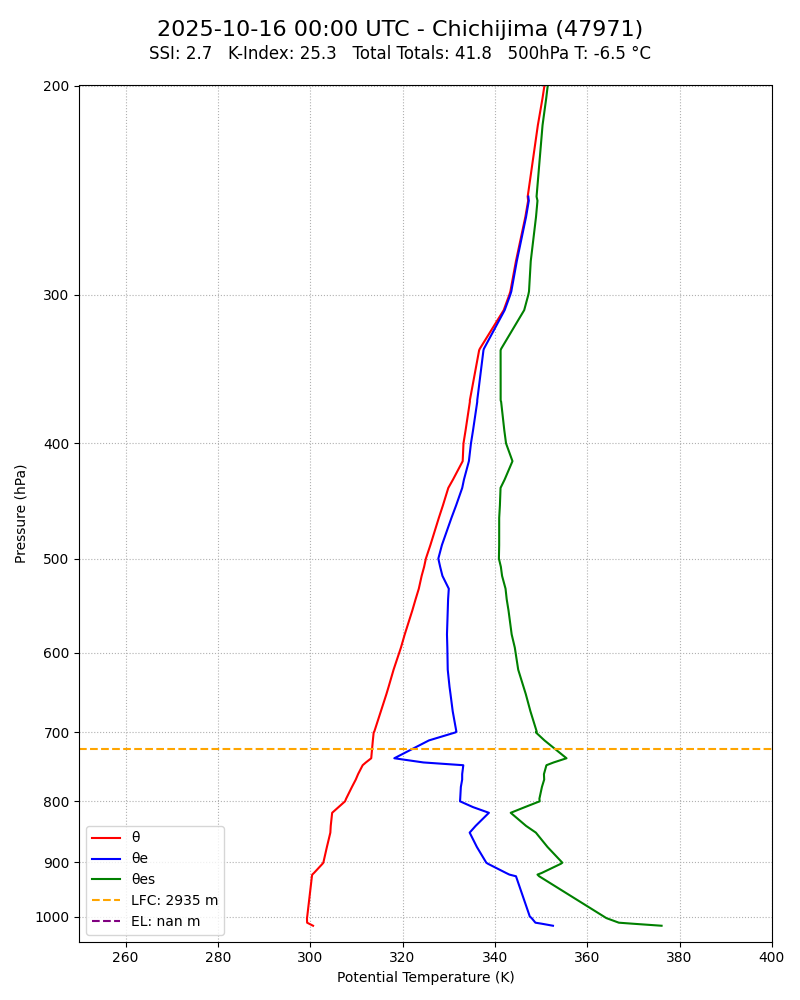 2025-10-16 00:00 UTC - Chichijima (47971)
SSI: 2.7 K-Index: 25.3 Total Totals: 41.8 500hPa T: -6.5 °C
200
300
400
500
600
700
800
900
1000
Pressure (hPa)
θ
θe
θes
LFC: 2935 m
EL: nan m
260 280 300 320 340 360 380 400
Potential Temperature (K)